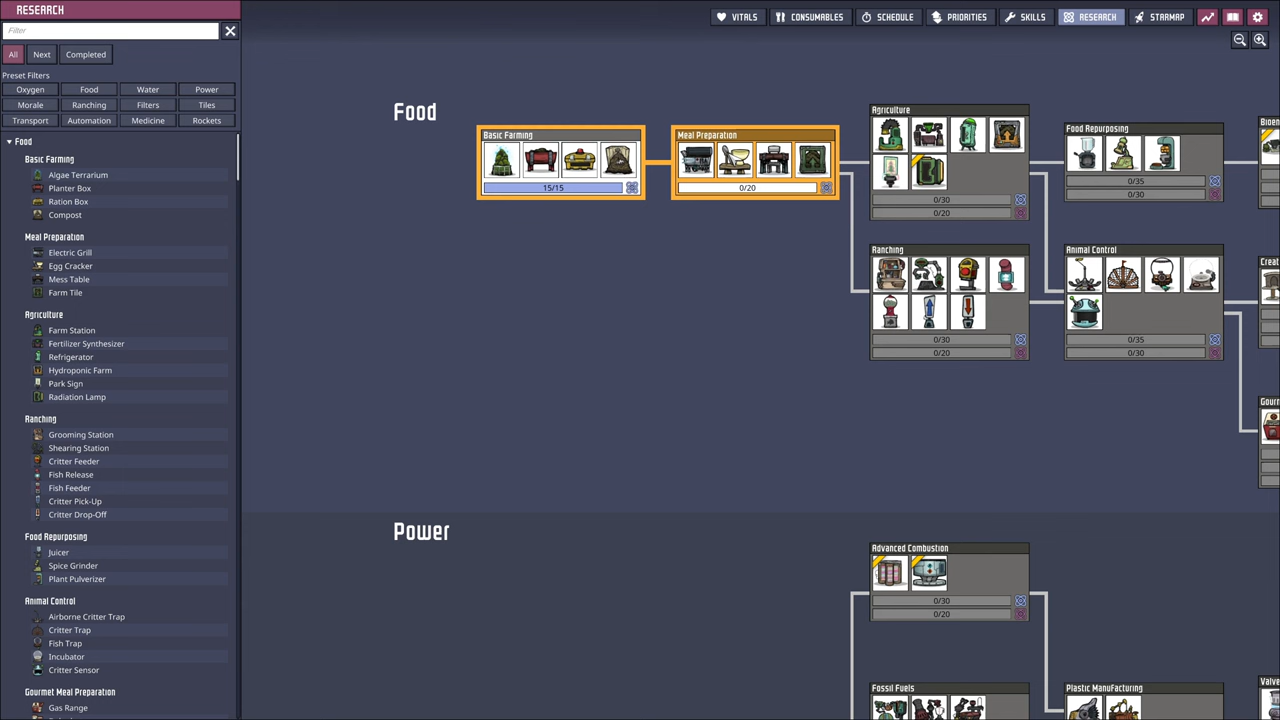 RESEARCH
VITALS
CONSUMABLES
SCHEDULE
PRIORITIES
SKILLS
RESEARCH
STARMAP
Filter
All
Next
Completed
Preset Filters
Oxygen
Food
Water
Power
Morale
Ranching
Filters
Tiles
Transport
Automation
Medicine
Rockets
Food
Basic Farming
Algae Terrarium
Planter Box
Ration Box
Compost
Meal Preparation
Electric Grill
Egg Cracker
Mess Table
Farm Tile
Agriculture
Farm Station
Fertilizer Synthesizer
Refrigerator
Hydroponic Farm
Park Sign
Radiation Lamp
Ranching
Grooming Station
Shearing Station
Critter Feeder
Fish Release
Fish Feeder
Critter Pick-Up
Critter Drop-Off
Food Repurposing
Juicer
Spice Grinder
Plant Pulverizer
Animal Control
Airborne Critter Trap
Critter Trap
Fish Trap
Incubator
Critter Sensor
Gourmet Meal Preparation
Gas Range
Food
Basic Farming
15/15
Meal Preparation
0/20
Agriculture
0/30
0/20
Food Repurposing
0/35
0/30
Ranching
0/30
0/20
Animal Control
0/35
0/30
Power
Advanced Combustion
0/30
0/20
Fossil Fuels
Plastic Manufacturing